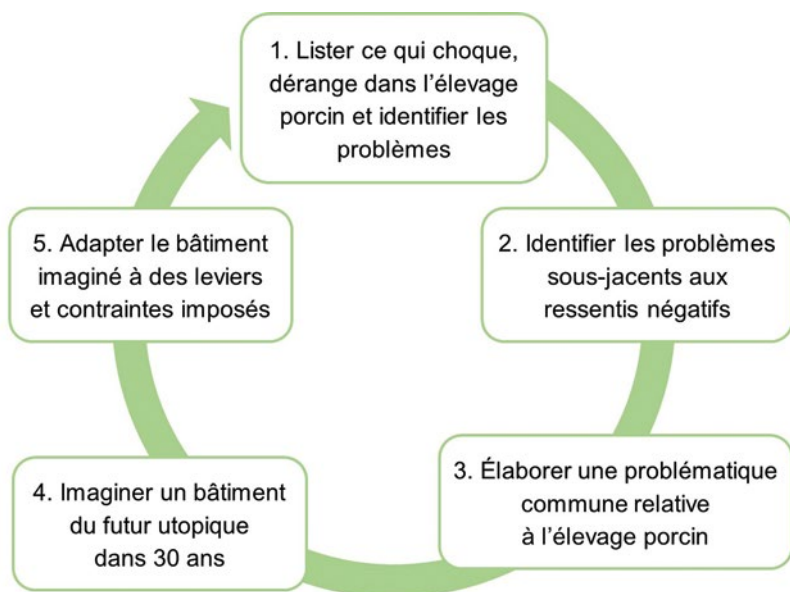 1. Lister ce qui choque,
dérange dans l’élevage
porcin et identifier les
problèmes
2. Identifier les problèmes
sous-jacents aux
ressentis négatifs
3. Élaborer une problématique
commune relative
à l’élevage porcin
4. Imaginer un bâtiment
du futur utopique
dans 30 ans
5. Adapter le bâtiment
imaginé à des leviers
et contraintes imposés